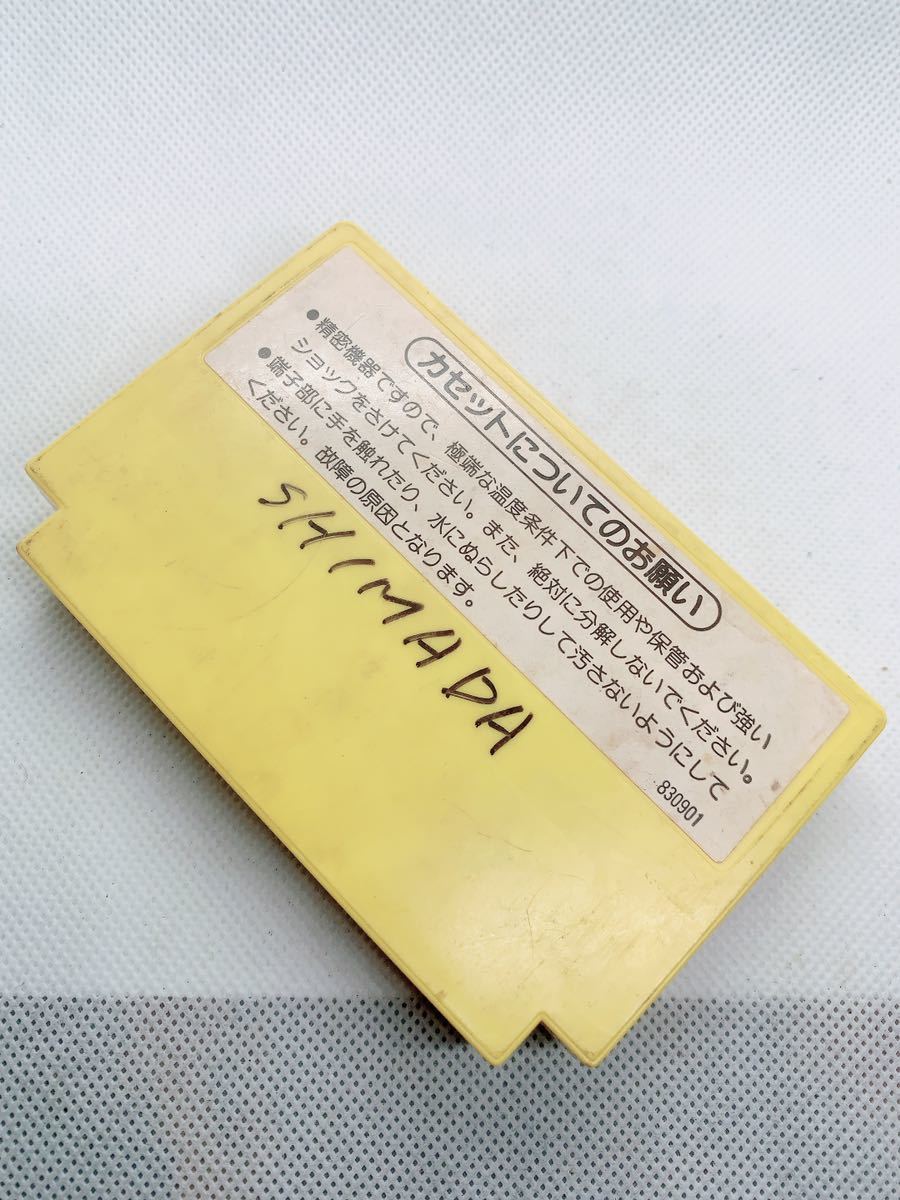 カセットについてのお願い
●精密機器ですので、極端な温度条件下での使用や保管および強い
ショックをさけてください。また、絶対に分解しないでください。
●端子部に手を触れたり、水にぬらしたりして汚さないようにして
ください。故障の原因となります。
830901
SHIMADA